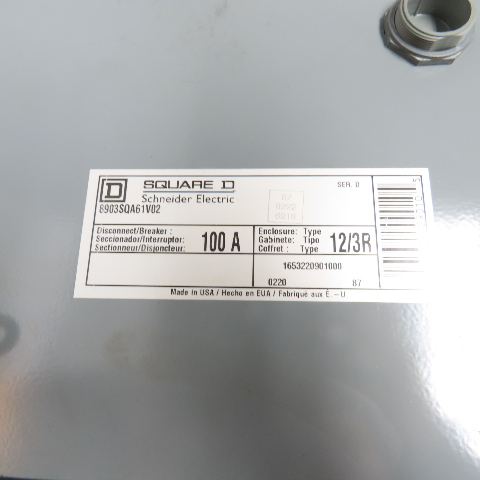 SQUARE D
SER. D
Schneider Electric
8903SQA61V02
Disconnect/Breaker :
Seccionador/Interruptor:
Sectionneur/Disjoncteur:
100 A
Enclosure: Type
Gabinete: Tipo
Coffret : Type
12/3R
1653220901000
0220 87
Made in USA / Hecho en EUA / Fabriqué aux É.-U